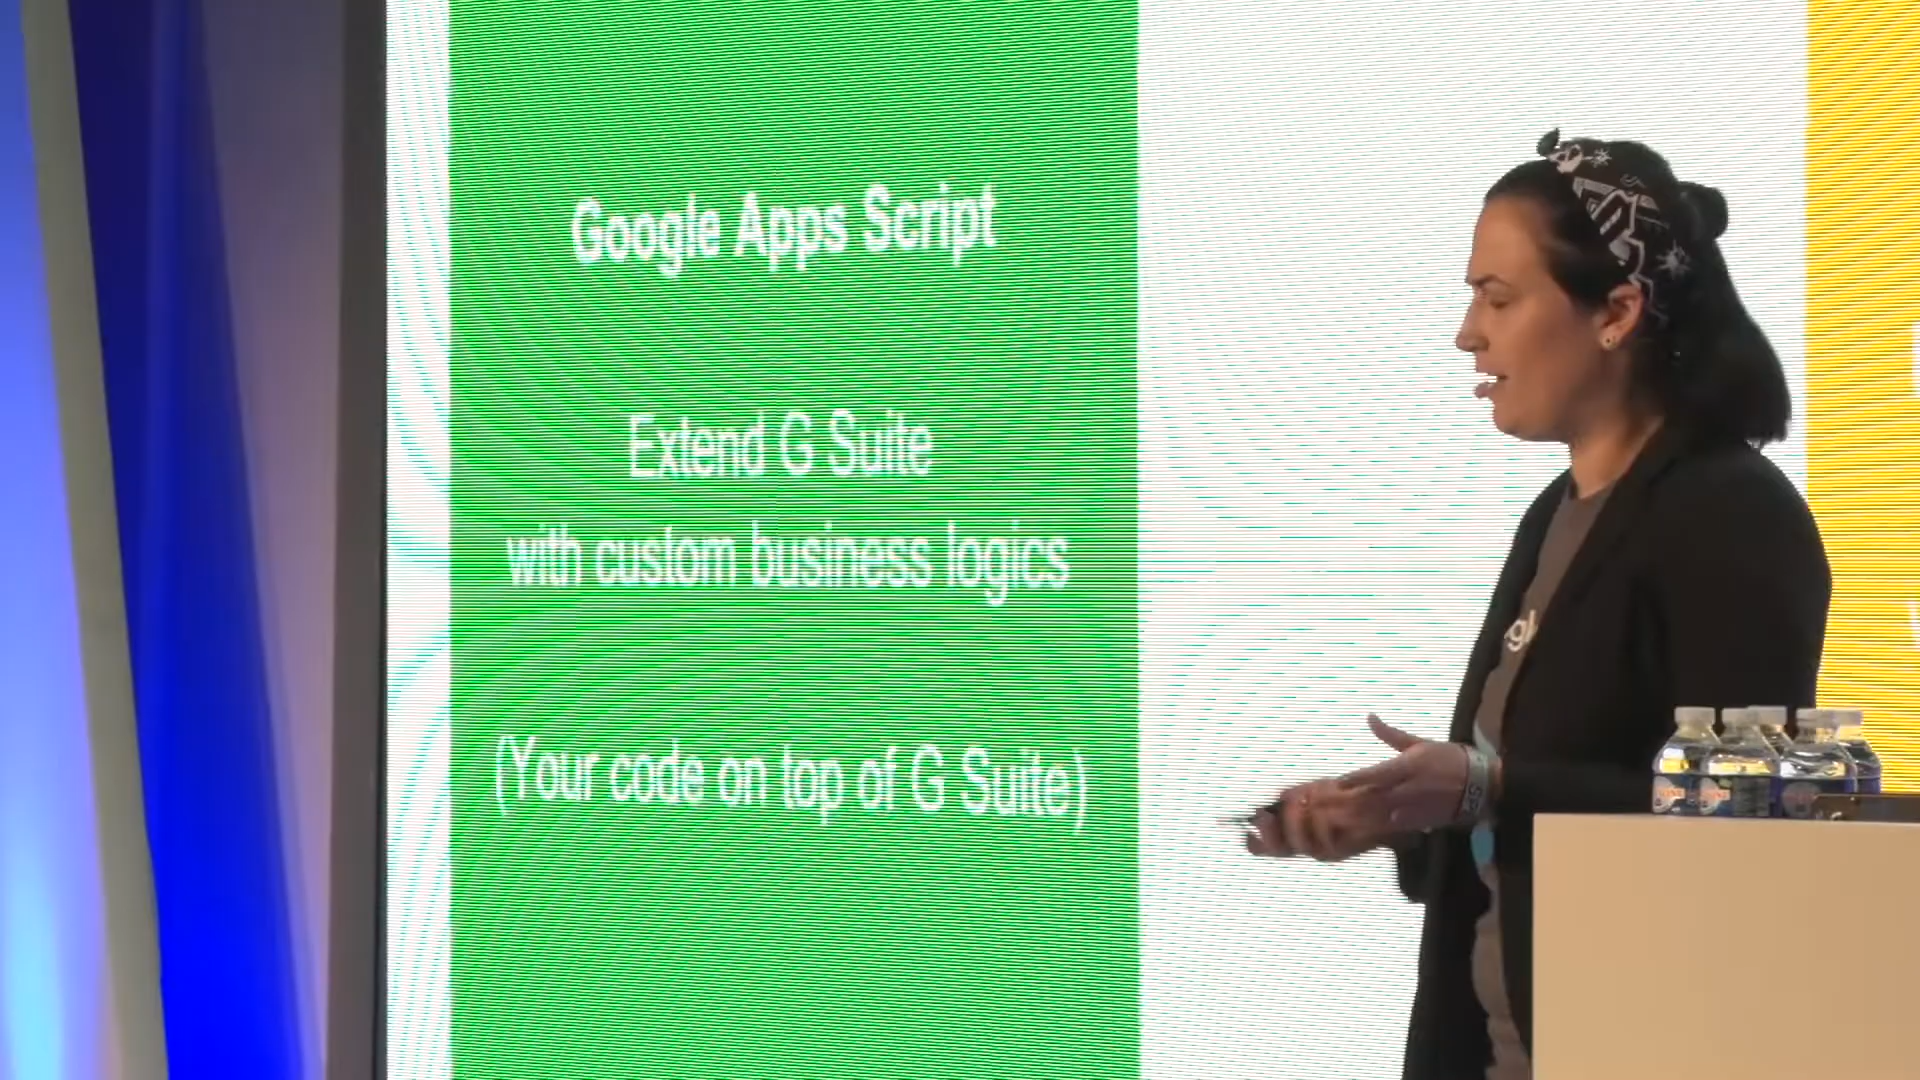 Google Apps Script
Extend G Suite
with custom business logics
(Your code on top of G Suite)